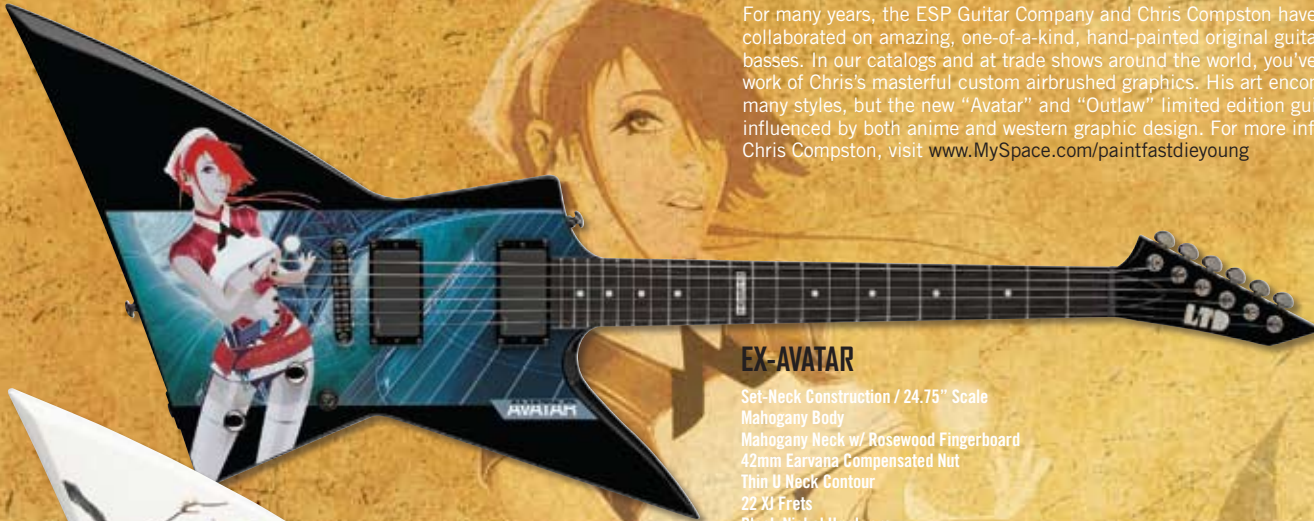 For many years, the ESP Guitar Company and Chris Compston have
collaborated on amazing, one-of-a-kind, hand-painted original
basses. In our catalogs and at trade shows around the world, you've
work of Chris's masterful custom airbrushed graphics. His art
many styles, but the new "Avatar" and "Outlaw" limited edition
influenced by both anime and western graphic design. For more
Chris Compston, visit www.MySpace.com/paintfastdieyoung
LTD
AVATAR
EX-AVATAR
Set-Neck Construction / 24.75" Scale
Mahogany Body
Mahogany Neck w/ Rosewood Fingerboard
42mm Earvana Compensated Nut
Thin U Neck Contour
22 XJ Frets